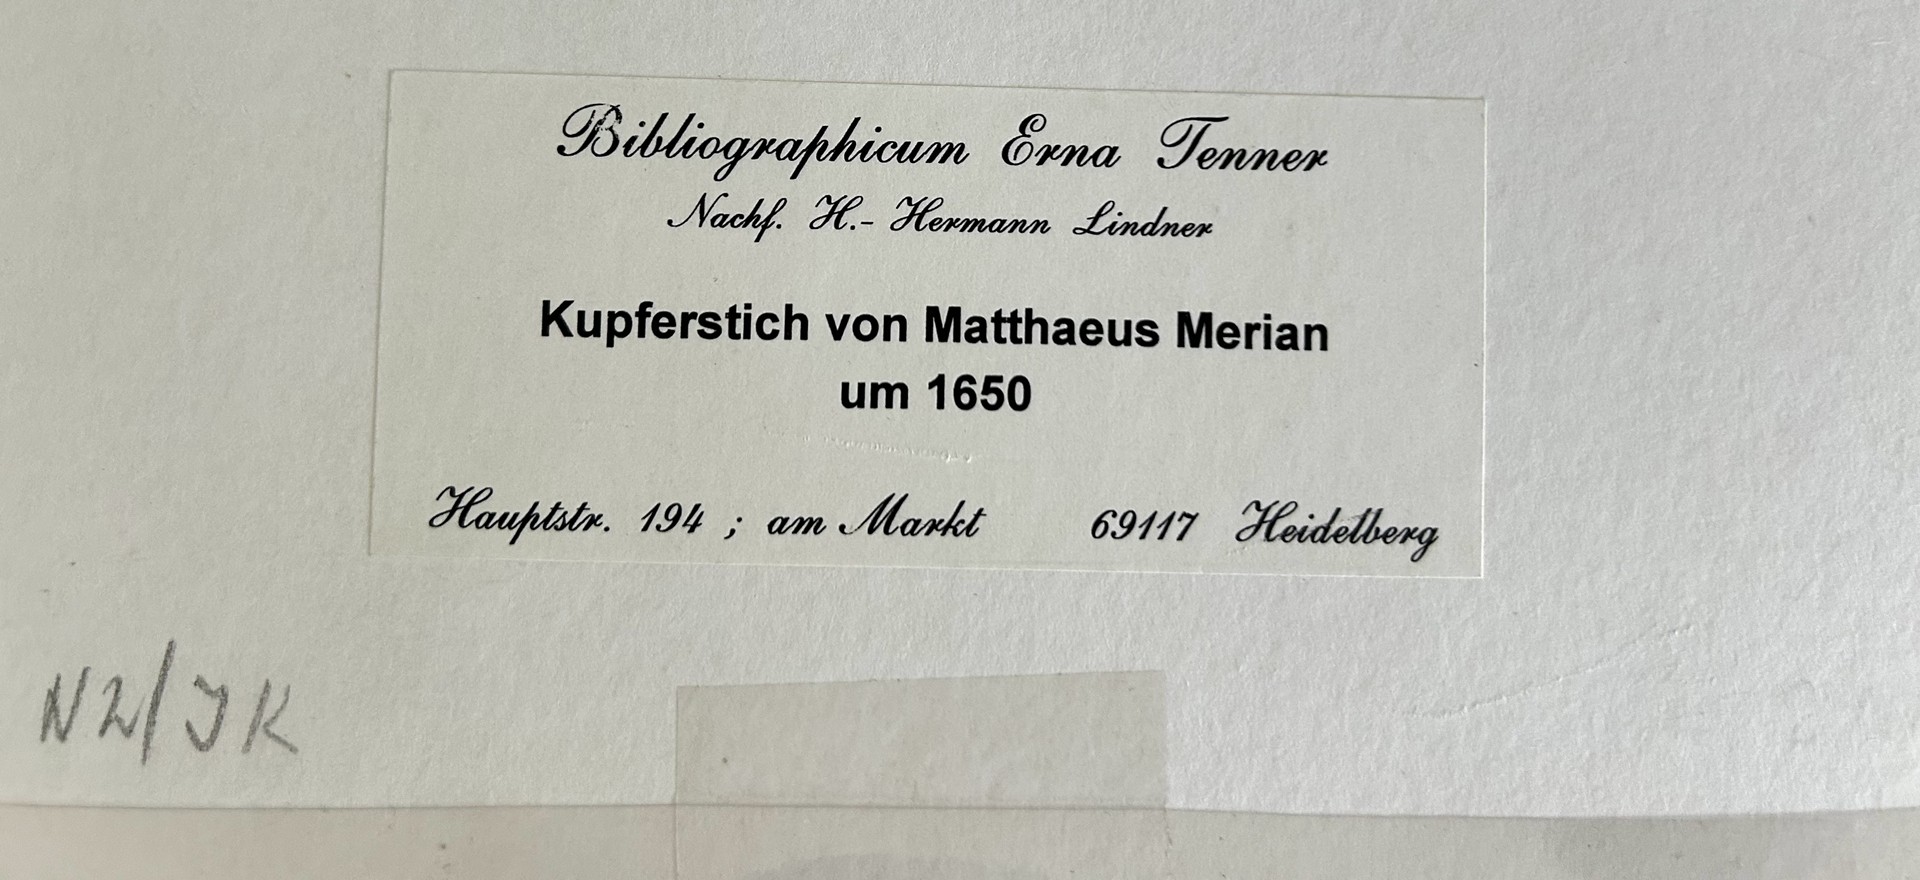 Bibliographicum Erna Tenner
Nachf. H.- Hermann Lindner
Kupferstich von Matthaeus Merian
um 1650
Hauptstr. 194 ; am Markt 69117 Heidelberg
N2/JK